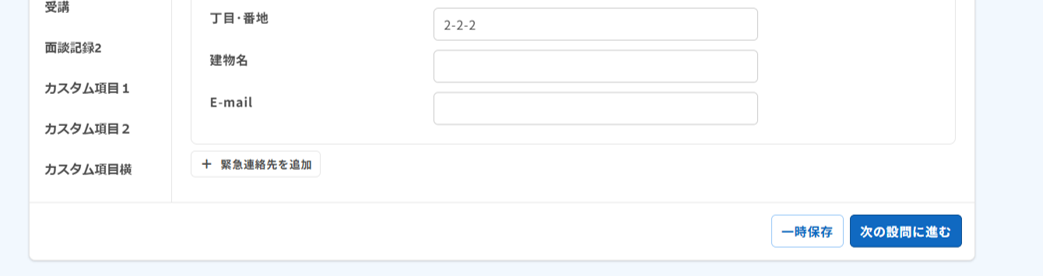 受講
面談記録2
カスタム項目1
カスタム項目2
カスタム項目横
丁目･番地
2-2-2
建物名
E-mail
+ 緊急連絡先を追加
一時保存
次の設問に進む